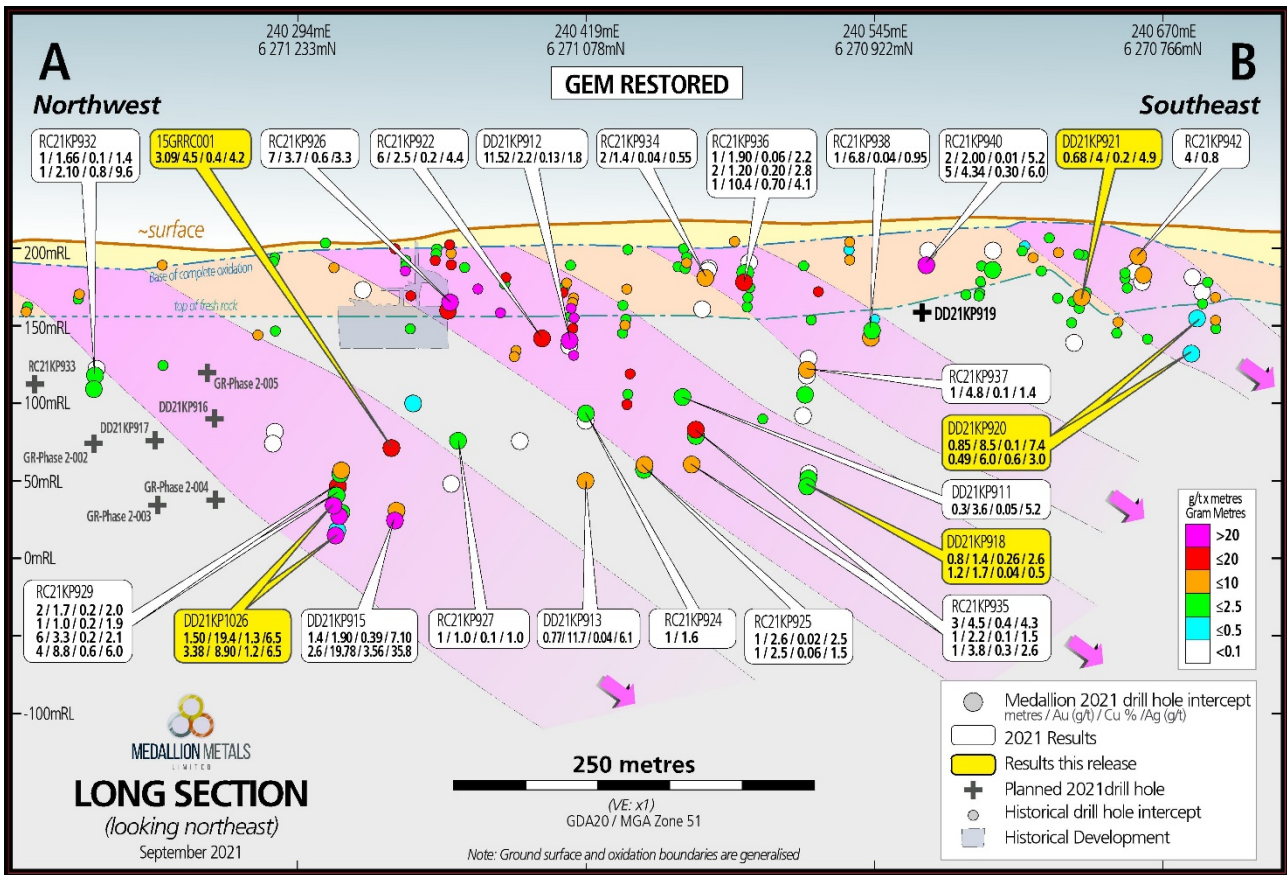 240 294mE
6 271 233mN
240 419mE
6 271 078mN
240 545mE
6 270 922mN
240 670mE
6 270 766mN
A
Northwest
GEM RESTORED
B
Southeast
RC21KP932
1 / 1.66 / 0.1 / 1.4
1 / 2.10 / 0.8 / 9.6
15GRRC001
3.09/ 4.5 / 0.4 / 4.2
RC21KP926
7 / 3.7 / 0.6 /3.3
RC21KP922
6 / 2.5 / 0.2 / 4.4
DD21KP912
11.52 / 2.2 / 0.13 / 1.8
RC21KP934
2 /1.4 / 0.04 / 0.55
RC21KP936
1 / 1.90 / 0.06 / 2.2
2 / 1.20 / 0.20 / 2.8
1 / 10.4 / 0.70 / 4.1
RC21KP938
1 / 6.8 / 0.04 / 0.95
RC21KP940
2 / 2.00 / 0.01 / 5.2
5 / 4.34 / 0.30 / 6.0
DD21KP921
0.68 / 4 / 0.2 / 4.9
RC21KP942
4 / 0.8
~surface
200mRL
Base of complete oxidation
top of fresh rock
150mRL
DD21KP919
RC21KP933
GR-Phase 2-005
100mRL
DD21KP916
DD21KP917
GR-Phase 2-002
GR-Phase 2-004
50mRL
GR-Phase 2-003
0mRL
-100mRL
RC21KP937
1 / 4.8 / 0.1 / 1.4
DD21KP920
0.85 / 8.5 / 0.1 / 7.4
0.49 / 6.0 / 0.6 / 3.0
DD21KP911
0.3/ 3.6 / 0.05 / 5.2
DD21KP918
0.8 / 1.4 / 0.26 / 2.6
1.2 / 1.7 / 0.04 / 0.5
RC21KP929
2 / 1.7 / 0.2 / 2.0
1 / 1.0 / 0.2 / 1.9
6 / 3.3 / 0.2 / 2.1
4 / 8.8 / 0.6 / 6.0
DD21KP1026
1.50 / 19.4 / 1.3 / 6.5
3.38 / 8.90 / 1.2 / 6.5
DD21KP915
1.4 / 1.90 / 0.39 / 7.10
2.6 / 19.78 / 3.56 / 35.8
RC21KP927
1 / 1.0 / 0.1 / 1.0
DD21KP913
0.77/ 11.7 / 0.04 / 6.1
RC21KP924
1 / 1.6
RC21KP925
1 / 2.6 / 0.02 / 2.5
1 / 2.5 / 0.06 / 1.5
RC21KP935
3 / 4.5 / 0.4 / 4.3
1 / 2.2 / 0.1 / 1.5
1 / 3.8 / 0.3 / 2.6
g/t x metres
Gram Metres
>20
≤20
≤10
≤2.5
≤0.5
<0.1
Medallion 2021 drill hole intercept
metres / Au (g/t) / Cu % /Ag (g/t)
2021 Results
Results this release
Planned 2021drill hole
Historical drill hole intercept
Historical Development
MEDALLION METALS
LIMITED
LONG SECTION
(looking northeast)
September 2021
250 metres
(VE: x1)
GDA20 / MGA Zone 51
Note: Ground surface and oxidation boundaries are generalised